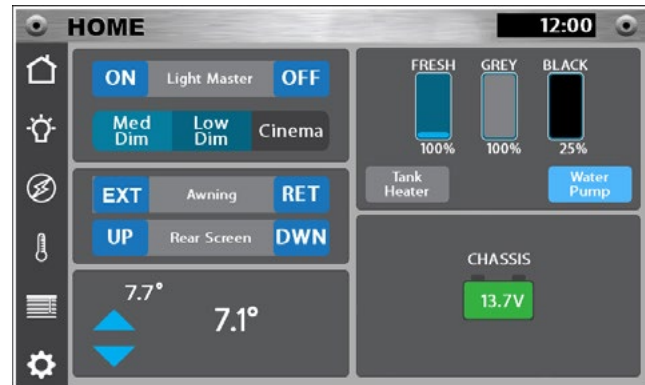 HOME
12:00
ON Light Master OFF
Med Dim Low Dim Cinema
EXT Awning RET
UP Rear Screen DWN
7.7°
7.1°
FRESH GREY BLACK
100% 100% 25%
Tank
Heater
Water
Pump
CHASSIS
13.7V